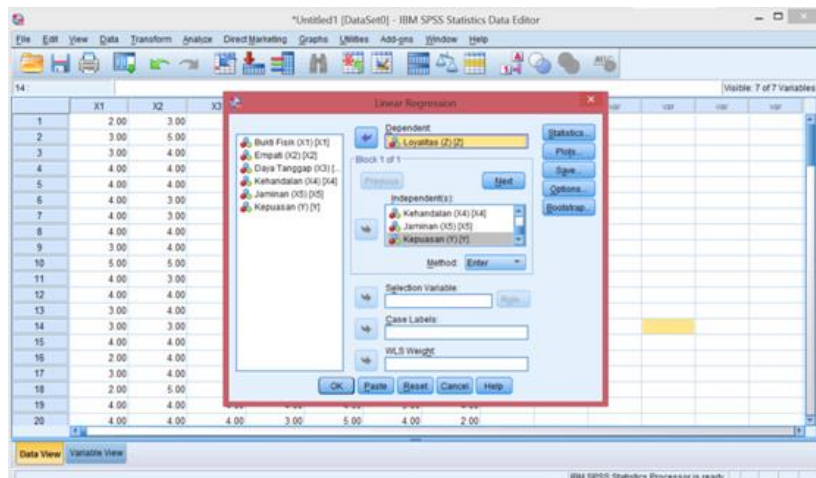 *Untitled1 [DataSet0] - IBM SPSS Statistics Data Editor
File Edit View Data Transform Analyze Direct Marketing Graphs Utilities Add-ons Window Help
14 :
Visible: 7 of 7 Variables
X1 X2 X3 var var var var
1 2.00 3.00
2 3.00 5.00
3 3.00 4.00
4 4.00 4.00
5 4.00 4.00
6 4.00 3.00
7 4.00 3.00
8 4.00 4.00
9 3.00 4.00
10 5.00 5.00
11 4.00 3.00
12 4.00 4.00
13 3.00 4.00
14 3.00 3.00
15 4.00 4.00
16 2.00 4.00
17 3.00 4.00
18 2.00 5.00
19 4.00 4.00
20 4.00 4.00 4.00 3.00 5.00 4.00 2.00
Linear Regression
Bukti Fisik (X1) [X1]
Empati (X2) [X2]
Daya Tanggap (X3) [...
Kehandalan (X4) [X4]
Jaminan (X5) [X5]
Kepuasan (Y) [Y]
Dependent:
Loyalitas (Z) [Z]
Block 1 of 1
Previous Next
Independent(s):
Kehandalan (X4) [X4]
Jaminan (X5) [X5]
Kepuasan (Y) [Y]
Method: Enter
Selection Variable:
Rule...
Case Labels:
WLS Weight:
Statistics...
Plots...
Save...
Options...
Bootstrap...
OK Paste Reset Cancel Help
Data View Variable View
IBM SPSS Statistics Processor is ready